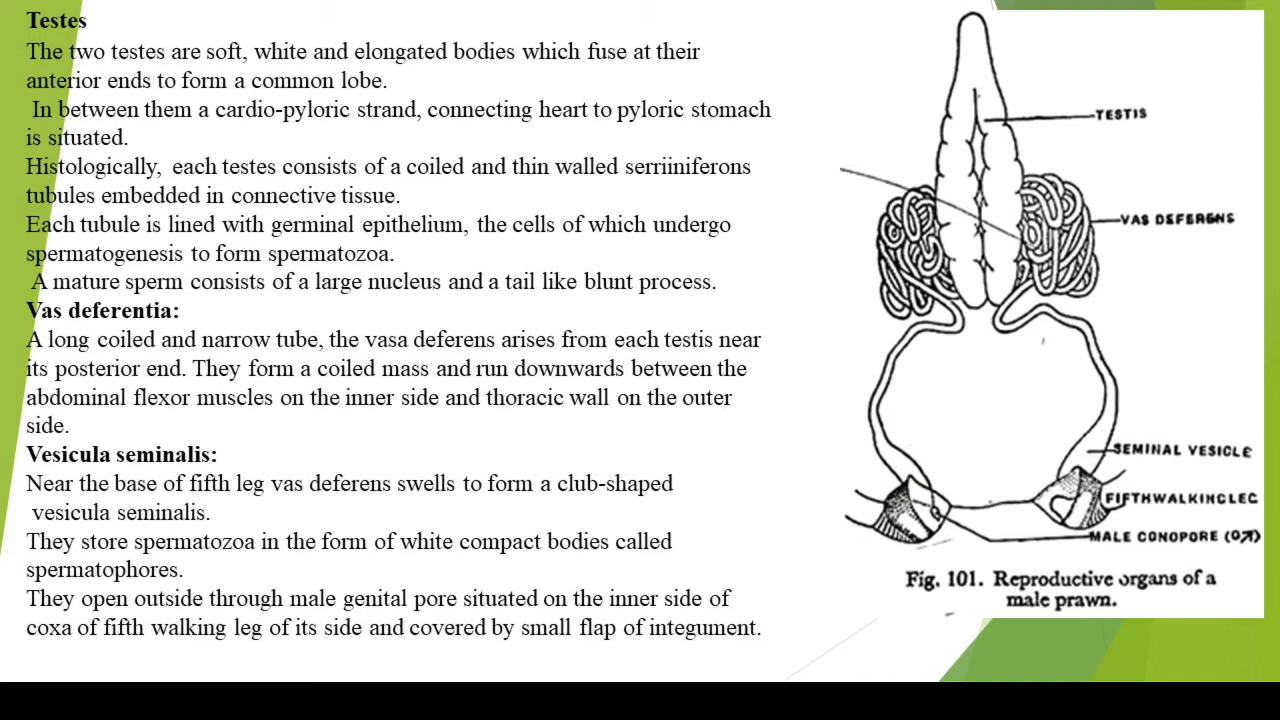 Testes
The two testes are soft, white and elongated bodies which fuse at their
anterior ends to form a common lobe.
In between them a cardio-pyloric strand, connecting heart to pyloric stomach
is situated.
Histologically, each testes consists of a coiled and thin walled serriiniferons
tubules embedded in connective tissue.
Each tubule is lined with germinal epithelium, the cells of which undergo
spermatogenesis to form spermatozoa.
A mature sperm consists of a large nucleus and a tail like blunt process.
Vas deferentia:
A long coiled and narrow tube, the vasa deferens arises from each testis near
its posterior end. They form a coiled mass and run downwards between the
abdominal flexor muscles on the inner side and thoracic wall on the outer
side.
Vesicula seminalis:
Near the base of fifth leg vas deferens swells to form a club-shaped
vesicula seminalis.
They store spermatozoa in the form of white compact bodies called
spermatophores.
They open outside through male genital pore situated on the inner side of
coxa of fifth walking leg of its side and covered by small flap of integument.
TESTIS
VAS DEFERENS
SEMINAL VESICLE
FIFTH WALKING LEG
MALE GONOPORE (♂)
Fig. 101. Reproductive organs of a
male prawn.